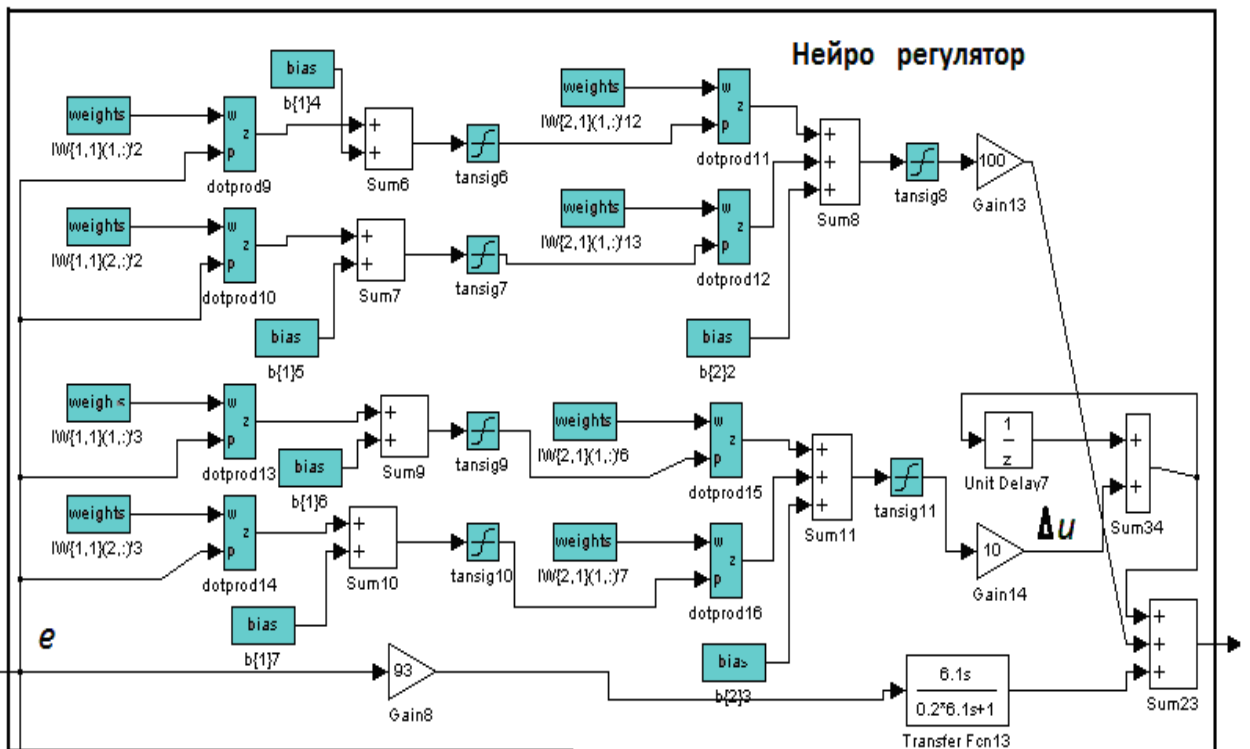 Нейро регулятор
bias
b{1}4
weights
IW{1,1}(1,:)'2
w
z
p
dotprod9
+
+
Sum6
tansig6
weights
IW{2,1}(1,:)'12
w
z
p
dotprod11
+
+
+
Sum8
tansig8
100
Gain13
weights
IW{1,1}(2,:)'2
w
z
p
dotprod10
+
+
Sum7
tansig7
weights
IW{2,1}(1,:)'13
w
z
p
dotprod12
bias
b{1}5
bias
b{2}2
weigh
IW{1,1}(1,:)'3
w
z
p
dotprod13
bias
b{1}6
+
+
Sum9
tansig9
weights
IW{2,1}(1,:)'6
w
z
p
dotprod15
+
+
+
Sum11
tansig11
1
z
Unit Delay7
+
+
Sum34
weights
IW{1,1}(2,:)'3
w
z
p
dotprod14
+
+
Sum10
tansig10
weights
IW{2,1}(1,:)'7
w
z
p
dotprod16
10
Gain14
Δu
bias
b{1}7
bias
b{2}3
e
93
Gain8
6.1s
0.2*6.1s+1
Transfer Fcn13
+
+
+
Sum23